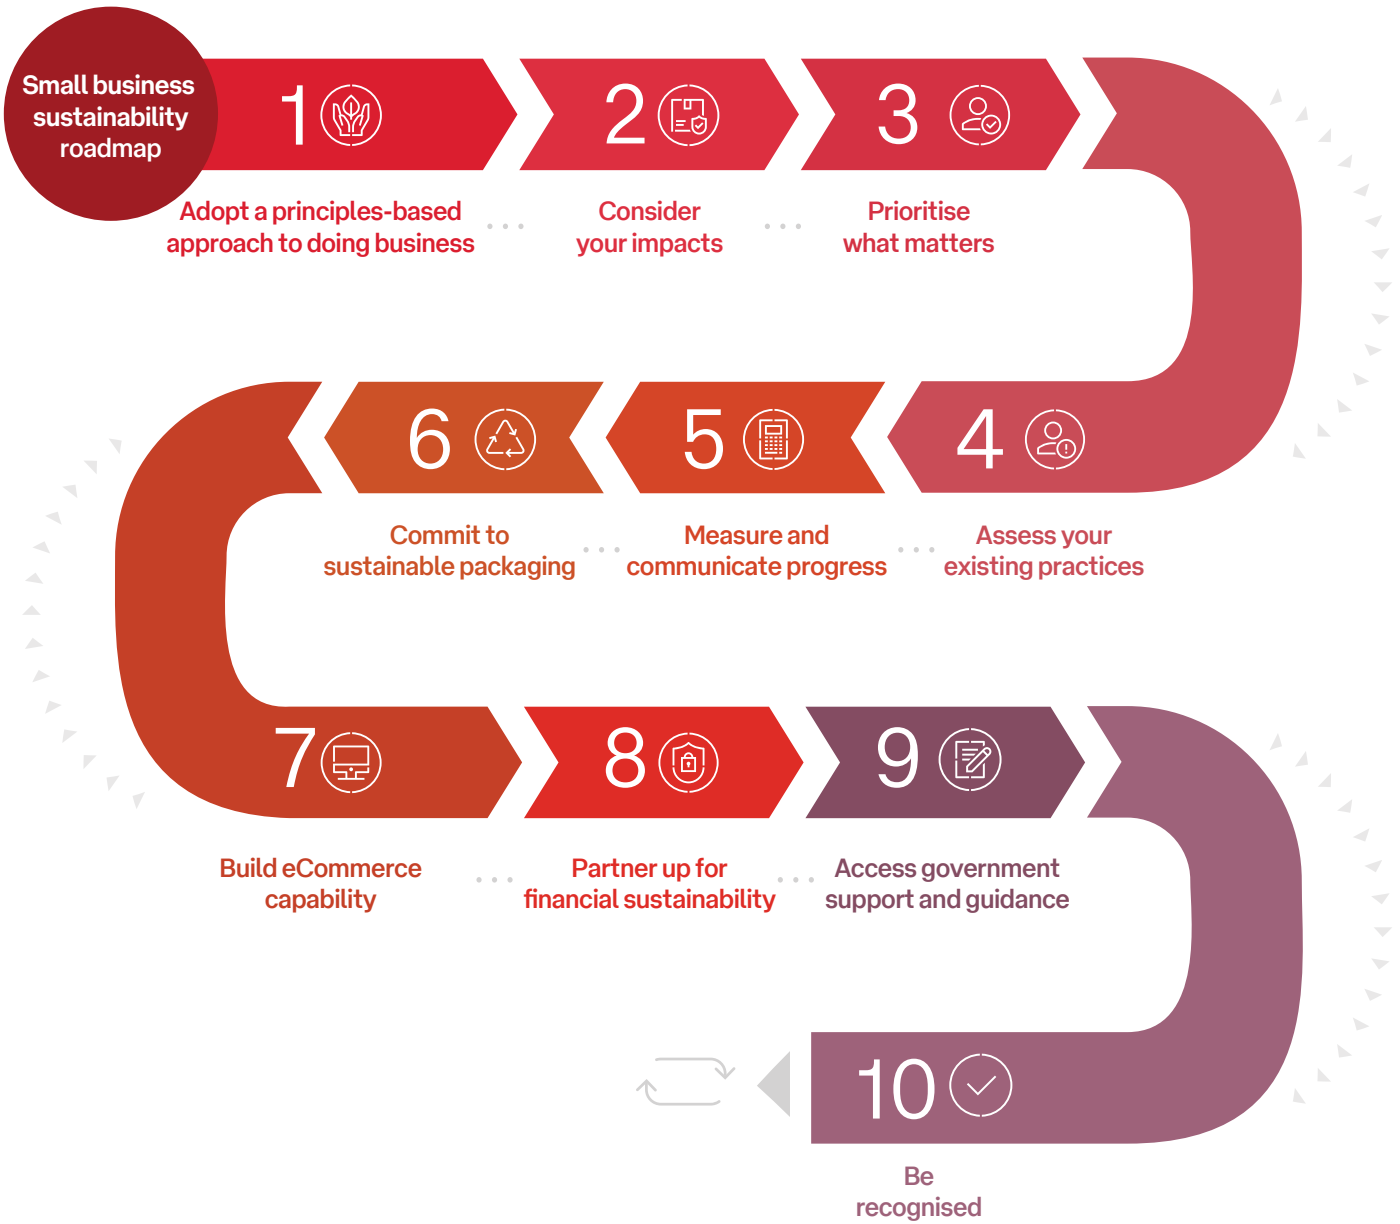 Small business
sustainability
roadmap
1
2
3
Adopt a principles-based
approach to doing business
Consider
your impacts
Prioritise
what matters
4
Assess your
existing practices
5
Measure and
communicate progress
6
Commit to
sustainable packaging
7
8
9
Build eCommerce
capability
Partner up for
financial sustainability
Access government
support and guidance
10
Be
recognised